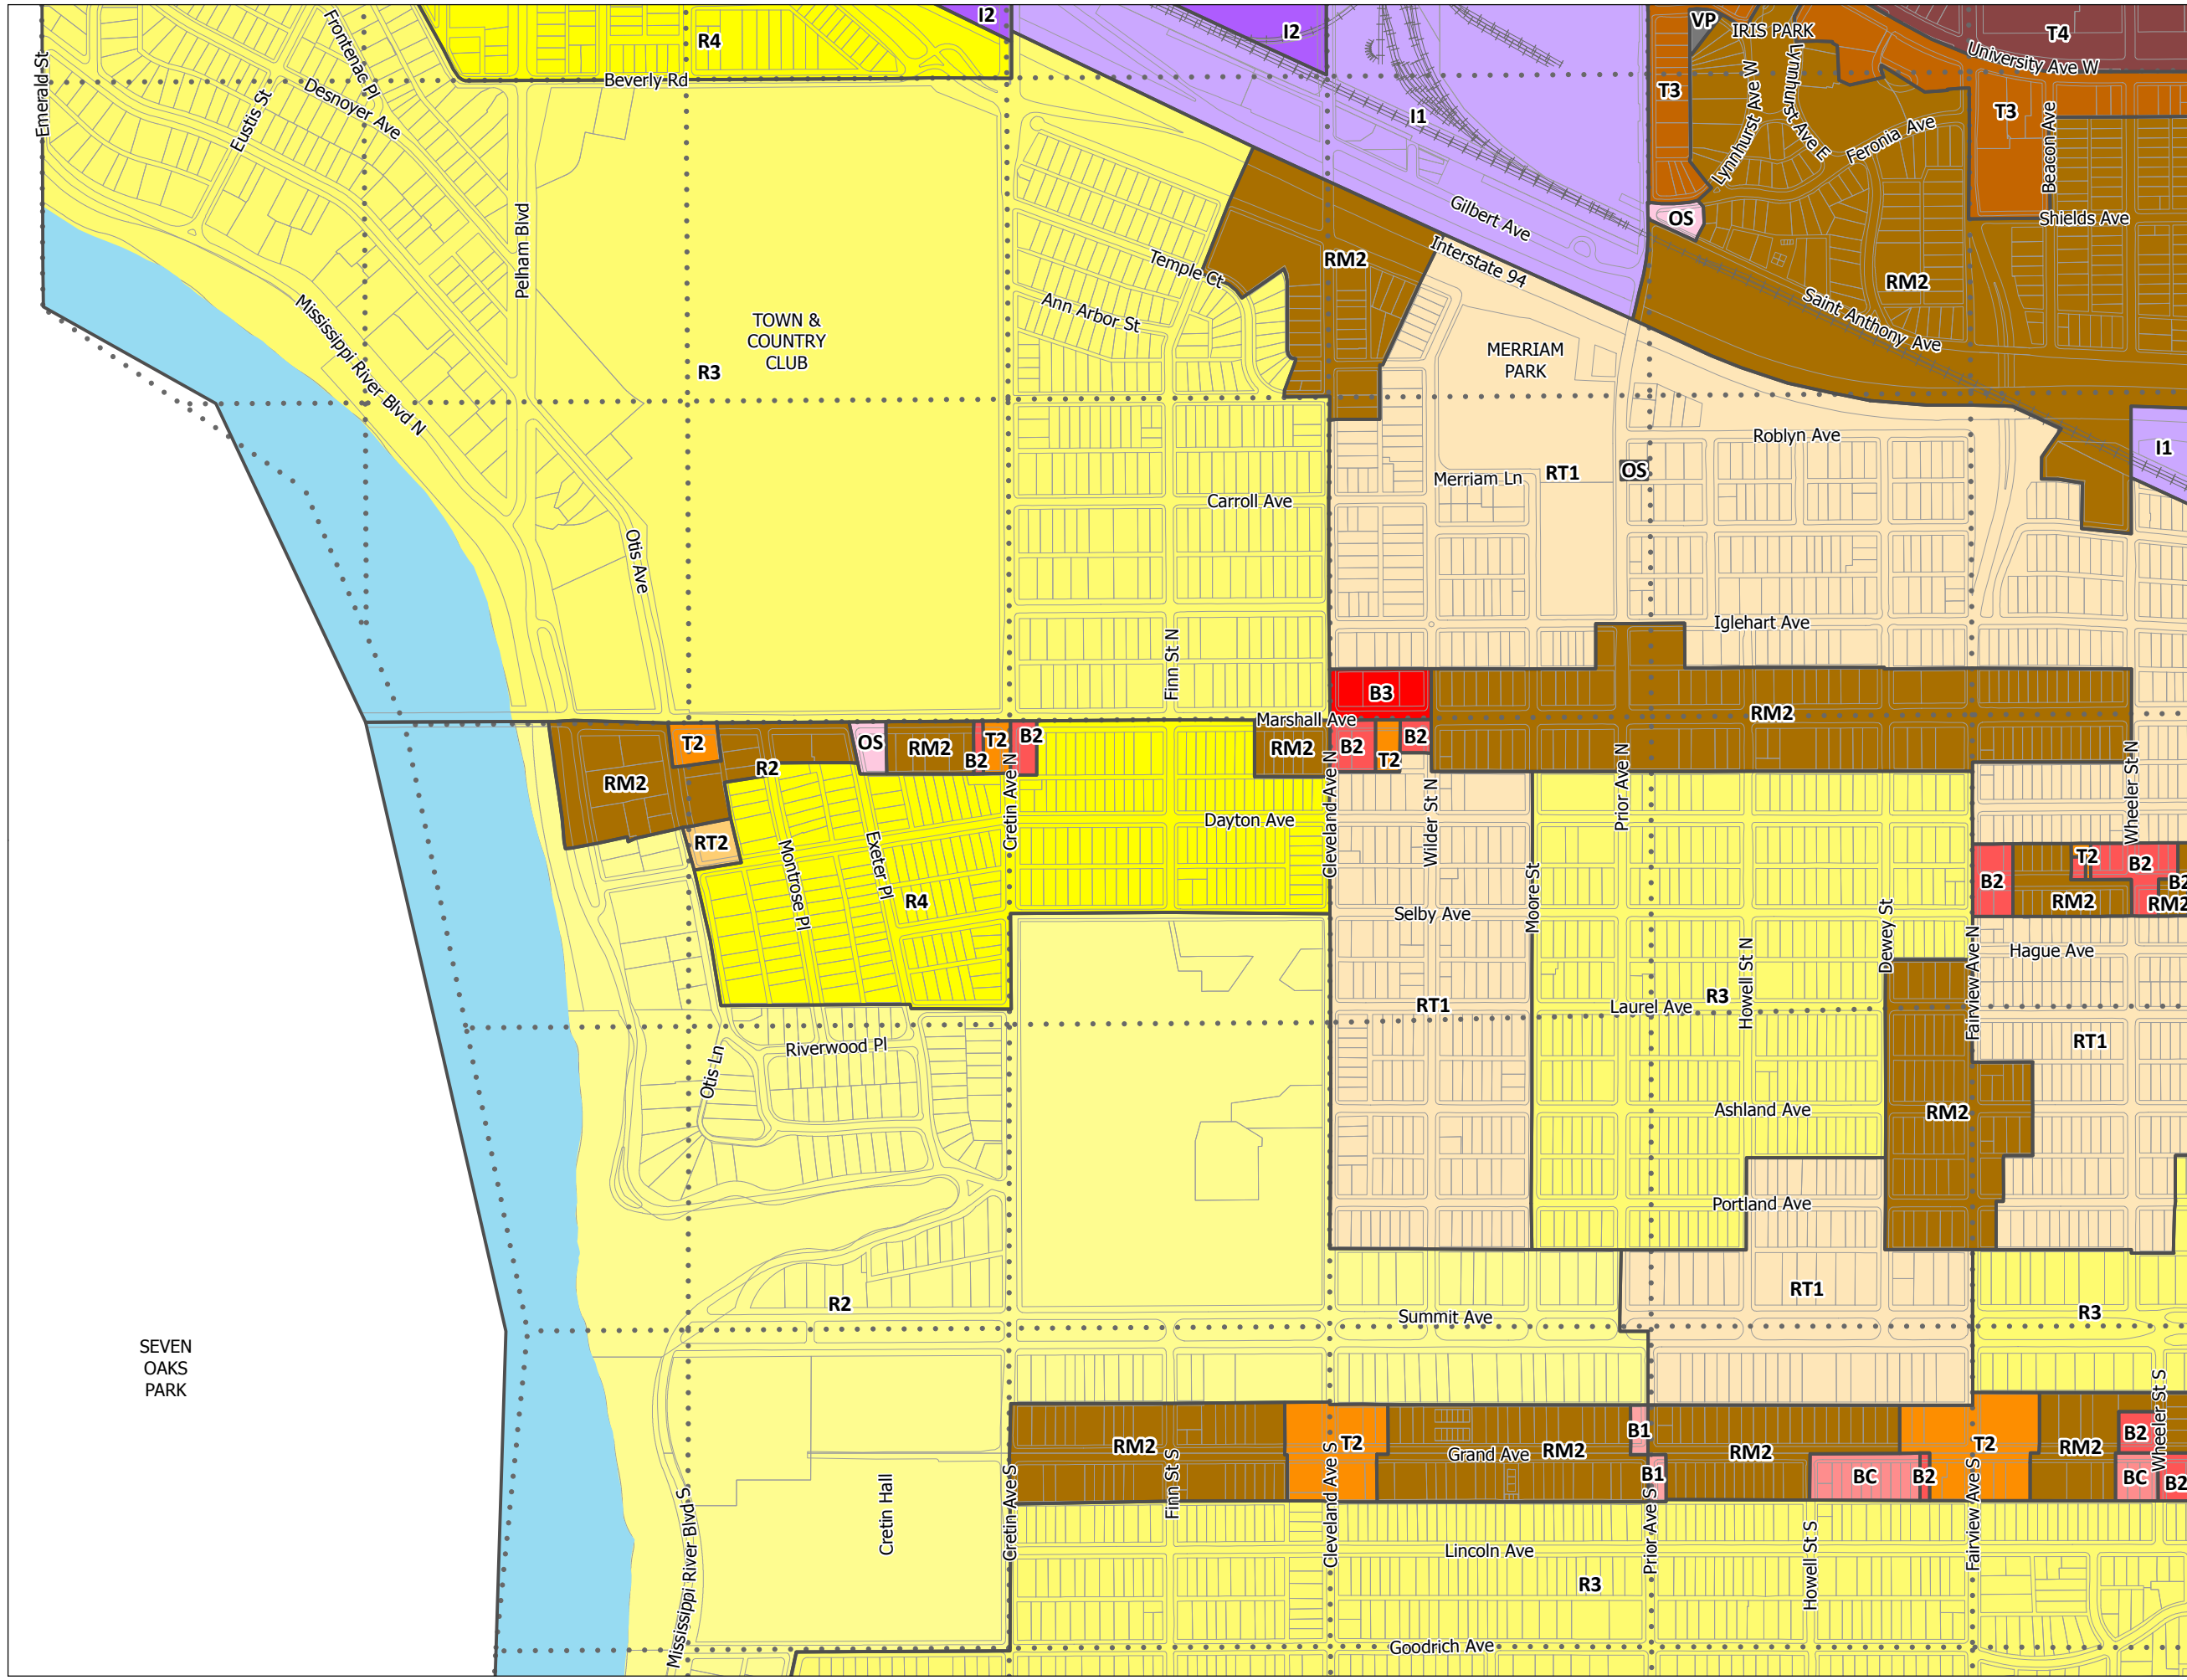 I2
I2
VP
IRIS PARK
T4
R4
Frontenac Pl
University Ave W
Beverly Rd
Emerald St
Desnoyer Ave
Eustis St
T3
Lynnhurst Ave W
Lynnhurst Ave E
T3
Beacon Ave
I1
Feronia Ave
Pelham Blvd
Gilbert Ave
OS
Shields Ave
Interstate 94
RM2
Temple Ct
RM2
Ann Arbor St
Saint Anthony Ave
Mississippi River Blvd N
TOWN &
COUNTRY
CLUB
MERRIAM
PARK
R3
Roblyn Ave
I1
RT1
OS
Merriam Ln
Carroll Ave
Otis Ave
Iglehart Ave
Finn St N
B3
RM2
Marshall Ave
T2
OS
RM2
T2
B2
B2
RM2
B2
B2
T2
R2
RM2
Prior Ave N
Wheeler St N
Cretin Ave N
Cleveland Ave N
Wilder St N
Dayton Ave
RT2
Montrose Pl
Exeter Pl
R4
T2
B2
B2
B2
RM2
RM2
Moore St
Selby Ave
Dewey St
Howell St N
Fairview Ave N
Hague Ave
RT1
R3
Laurel Ave
Riverwood Pl
Otis Ln
RT1
Ashland Ave
RM2
Portland Ave
RT1
R2
R3
Summit Ave
SEVEN
OAKS
PARK
Wheeler St S
B1
B2
RM2
T2
Grand Ave
RM2
RM2
T2
RM2
B1
BC
B2
BC
B2
Cretin Hall
Cretin Ave S
Finn St S
Cleveland Ave S
Prior Ave S
Howell St S
Fairview Ave S
Mississippi River Blvd S
Lincoln Ave
R3
Goodrich Ave